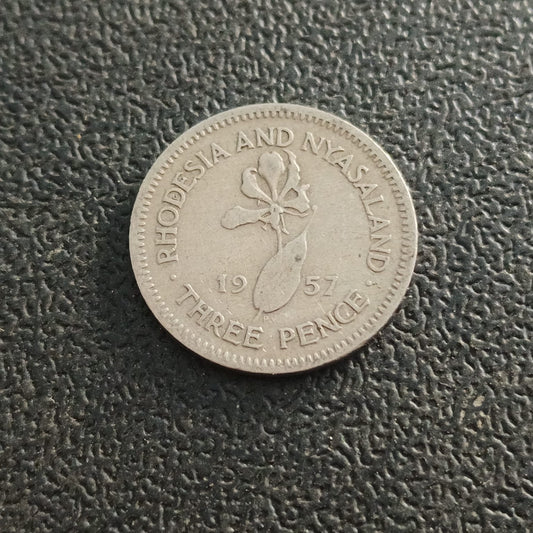 · RHODESIA AND NYASALAND ·
19 57
THREE PENCE